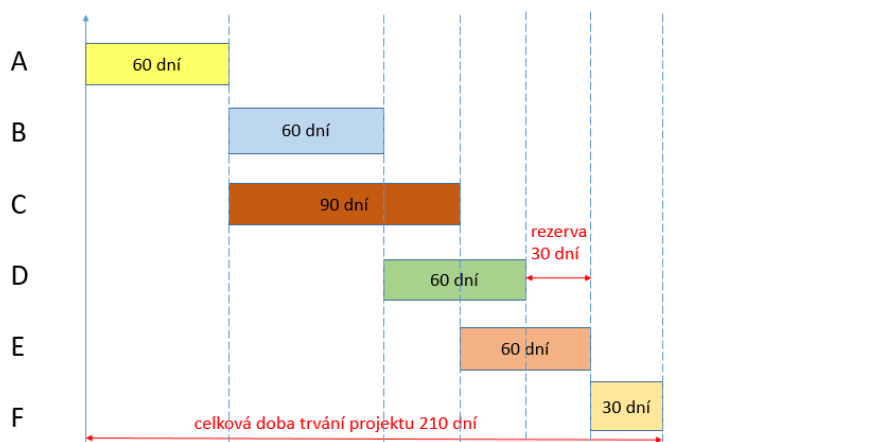 A
60 dní
B
60 dní
C
90 dní
rezerva
30 dní
D
60 dní
E
60 dní
F
30 dní
celková doba trvání projektu 210 dní